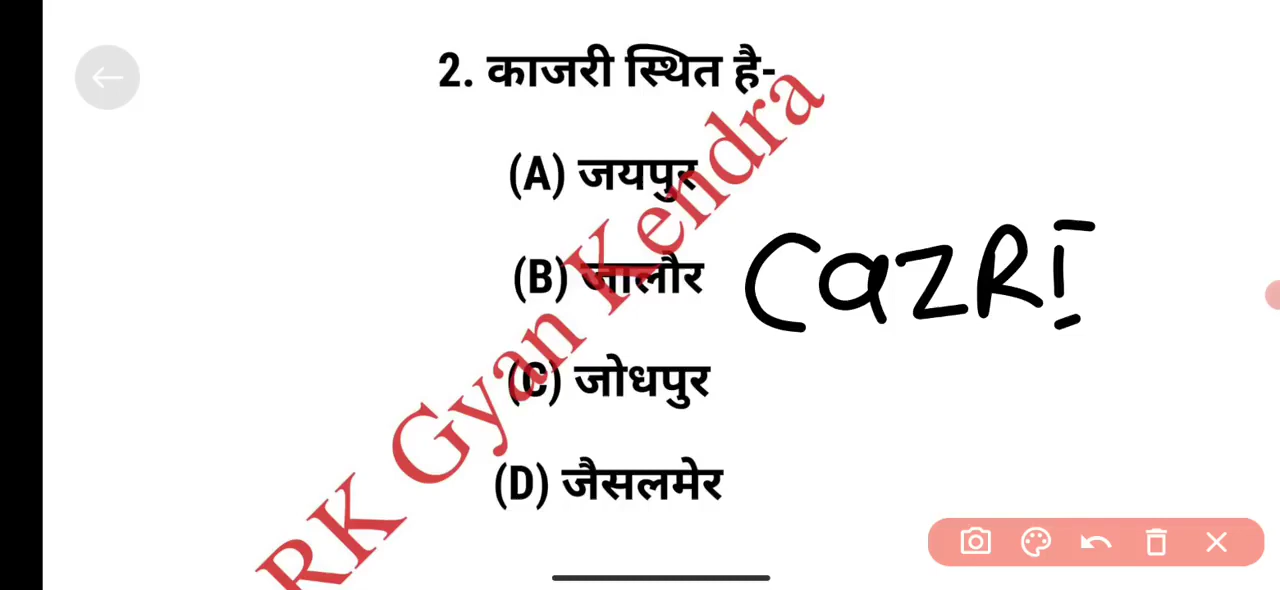 2. काजरी स्थित है-
(A) जयपुर
(B) जालौर
CazRI
(C) जोधपुर
(D) जैसलमेर
RK Gyan Kendra